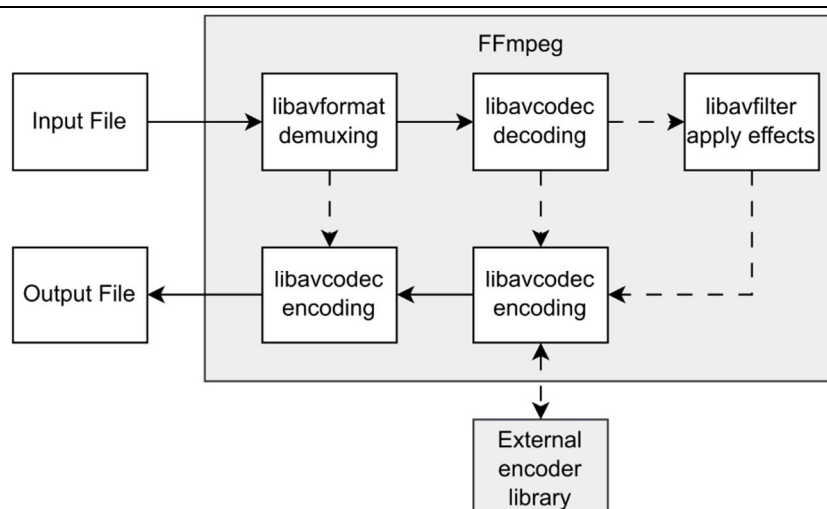 FFmpeg
Input File
libavformat
demuxing
libavcodec
decoding
libavfilter
apply effects
Output File
libavcodec
encoding
libavcodec
encoding
External
encoder
library